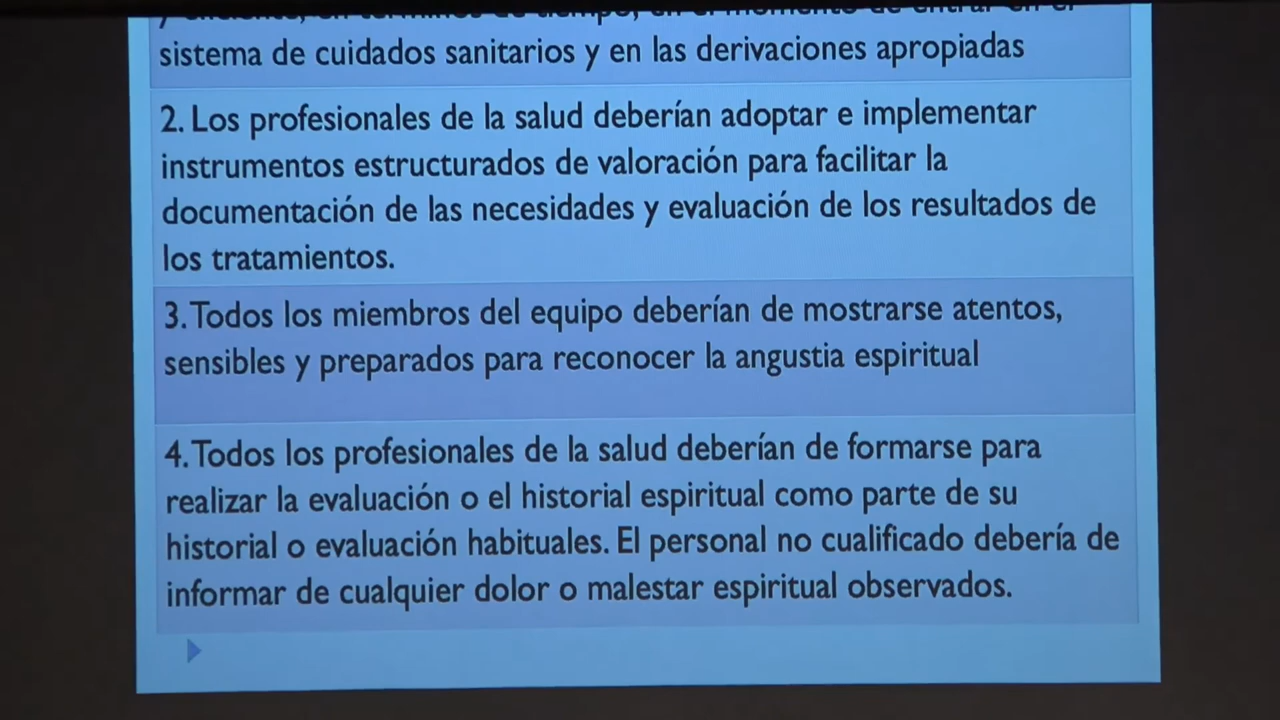 sistema de cuidados sanitarios y en las derivaciones apropiadas
2. Los profesionales de la salud deberían adoptar e implementar
instrumentos estructurados de valoración para facilitar la
documentación de las necesidades y evaluación de los resultados de
los tratamientos.
3. Todos los miembros del equipo deberían de mostrarse atentos,
sensibles y preparados para reconocer la angustia espiritual
4. Todos los profesionales de la salud deberían de formarse para
realizar la evaluación o el historial espiritual como parte de su
historial o evaluación habituales. El personal no cualificado debería de
informar de cualquier dolor o malestar espiritual observados.